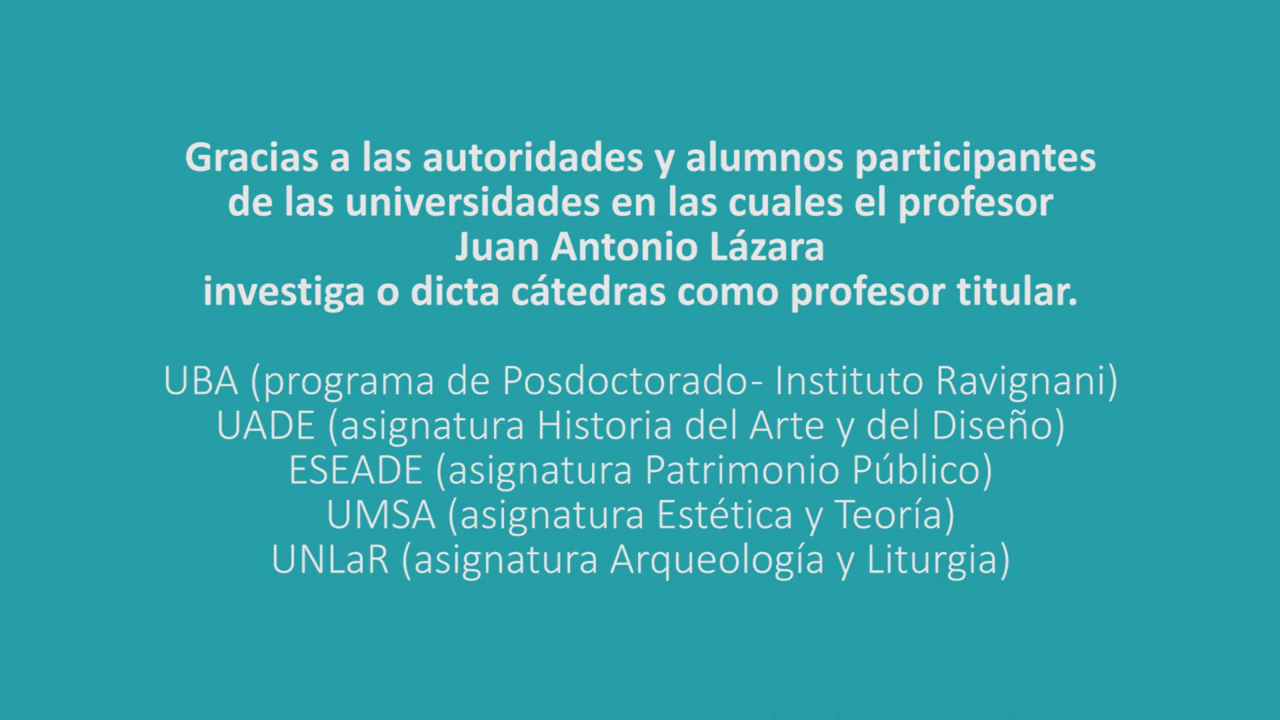 Gracias a las autoridades y alumnos participantes
de las universidades en las cuales el profesor
Juan Antonio Lázara
investiga o dicta cátedras como profesor titular.
UBA (programa de Posdoctorado- Instituto Ravignani)
UADE (asignatura Historia del Arte y del Diseño)
ESEADE (asignatura Patrimonio Público)
UMSA (asignatura Estética y Teoría)
UNLaR (asignatura Arqueología y Liturgia)